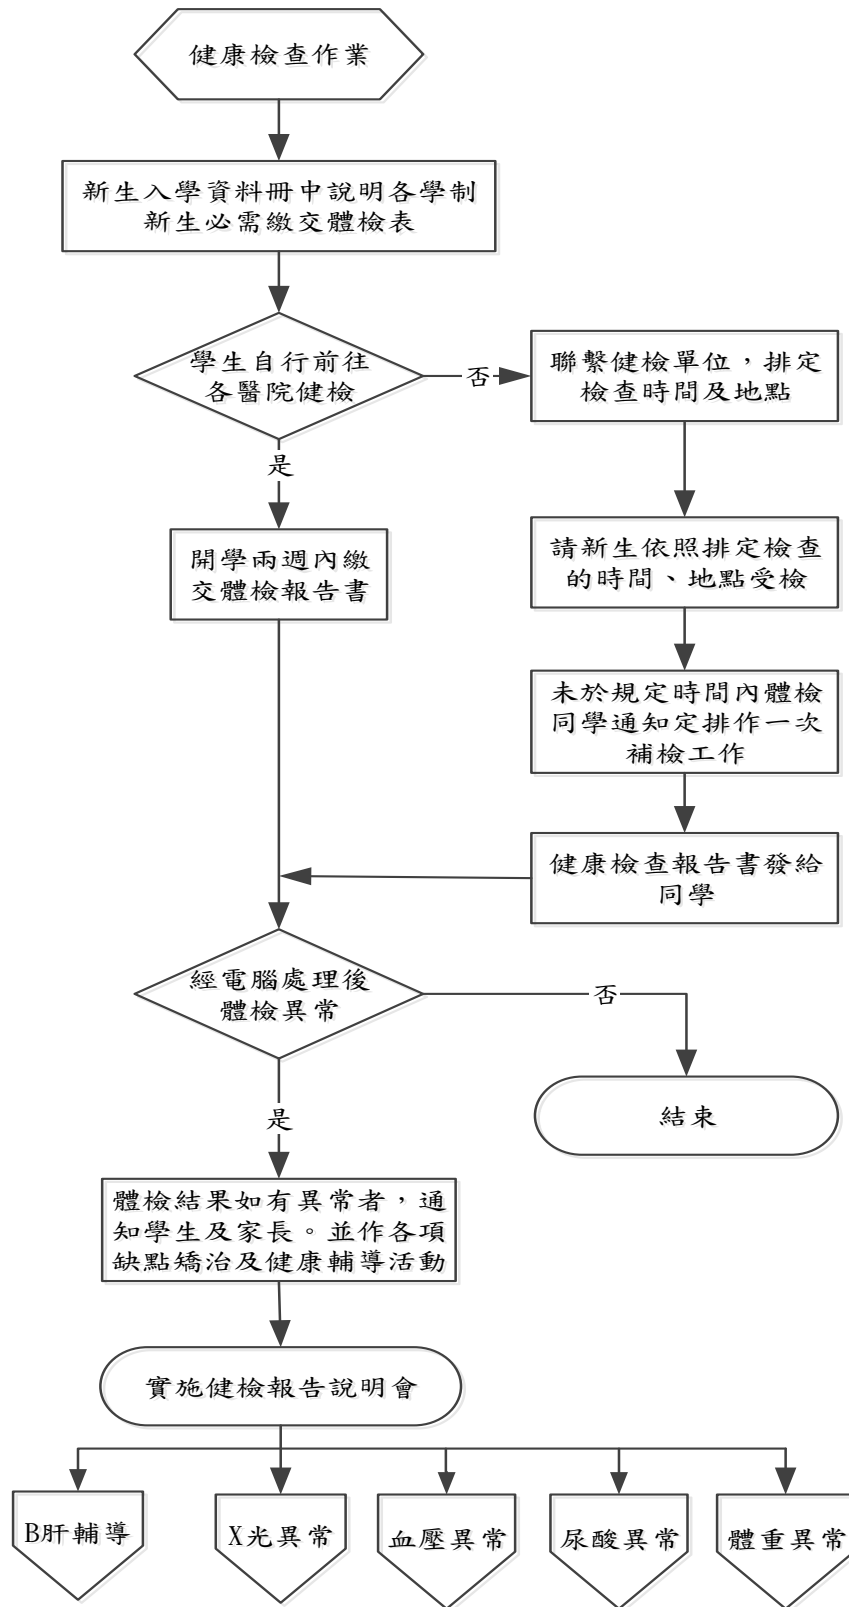 健康檢查作業
新生入學資料冊中說明各學制
新生必需繳交體檢表
學生自行前往
各醫院健檢
否
聯繫健檢單位，排定
檢查時間及地點
是
開學兩週內繳
交體檢報告書
請新生依照排定檢查
的時間、地點受檢
未於規定時間內體檢
同學通知定排作一次
補檢工作
健康檢查報告書發給
同學
經電腦處理後
體檢異常
否
結束
是
體檢結果如有異常者，通
知學生及家長。並作各項
缺點矯治及健康輔導活動
實施健檢報告說明會
B肝輔導
X光異常
血壓異常
尿酸異常
體重異常